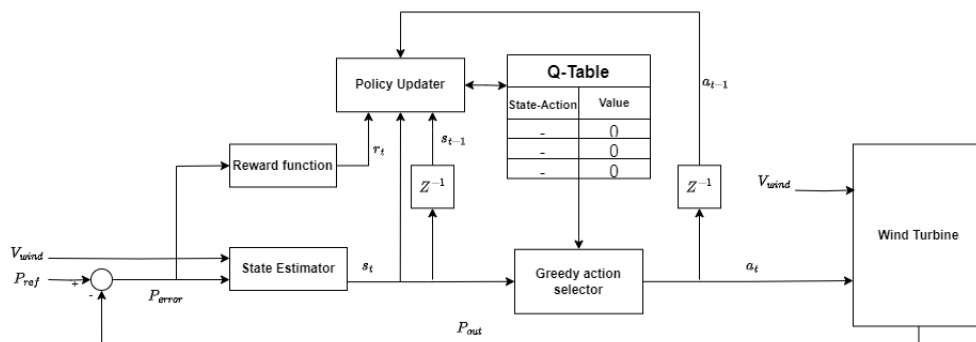 Policy Updater
Q-Table
State-Action
Value
-
0
-
0
-
0
a_{t-1}
s_{t-1}
r_t
Reward function
Z^{-1}
Z^{-1}
V_{wind}
Wind Turbine
V_{wind}
P_{ref}
+
-
P_{error}
State Estimator
s_t
Greedy action
selector
a_t
P_{out}